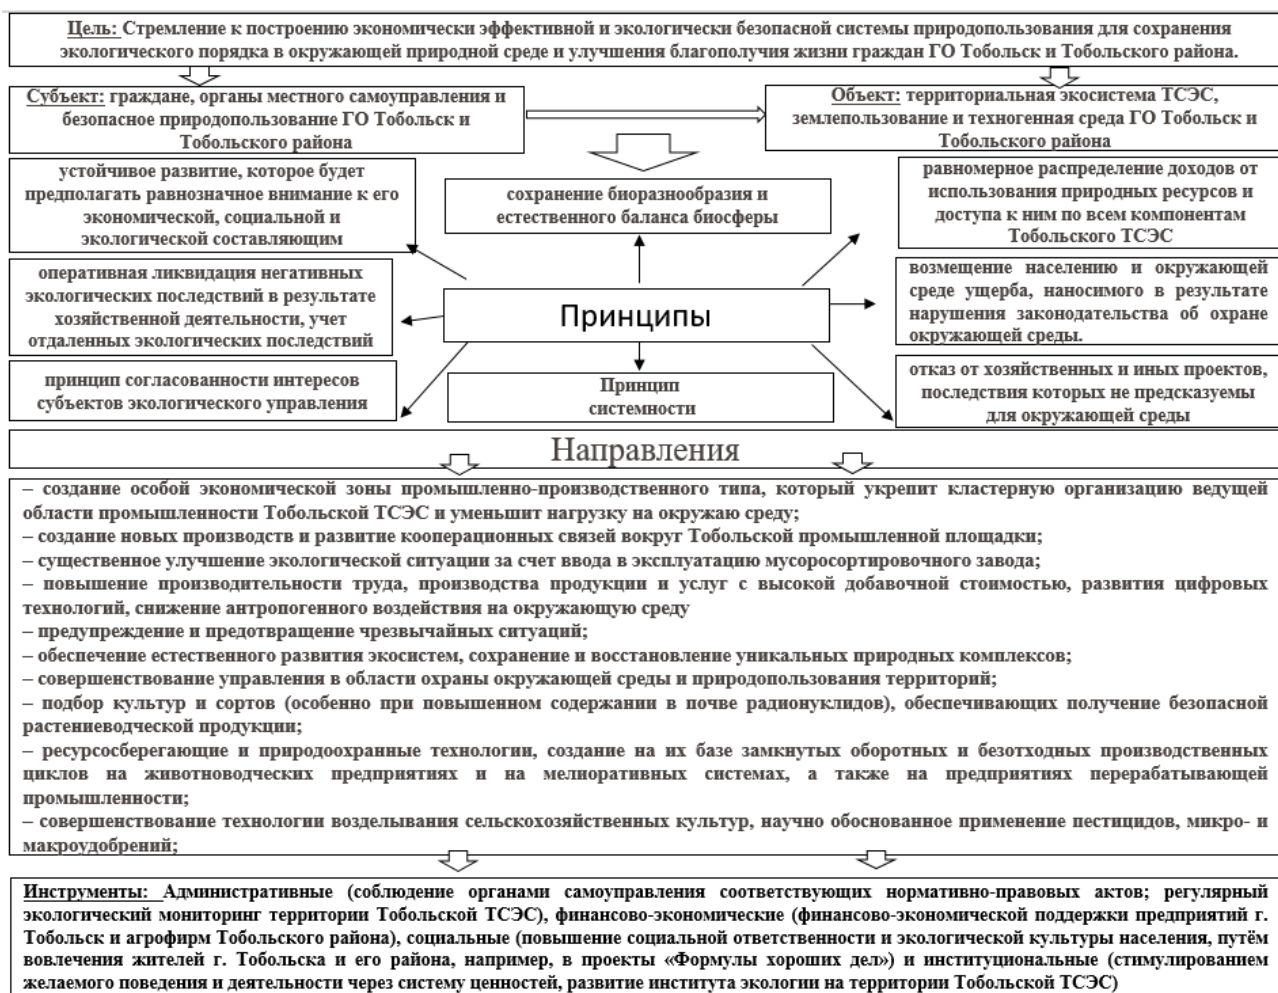 Цель: Стремление к построению экономически эффективной и экологически безопасной системы природопользования для сохранения
экологического порядка в окружающей природной среде и улучшения благополучия жизни граждан ГО Тобольск и Тобольского района.
Субъект: граждане, органы местного самоуправления и
безопасное природопользование ГО Тобольск и
Тобольского района
Объект: территориальная экосистема ТСЭС,
землепользование и техногенная среда ГО Тобольск и
Тобольского района
устойчивое развитие, которое будет
предполагать равнозначное внимание к его
экономической, социальной и
экологической составляющим
сохранение биоразнообразия и
естественного баланса биосферы
равномерное распределение доходов от
использования природных ресурсов и
доступа к ним по всем компонентам
Тобольского ТСЭС
оперативная ликвидация негативных
экологических последствий в результате
хозяйственной деятельности, учет
отдаленных экологических последствий
Принципы
возмещение населению и окружающей
среде ущерба, наносимого в результате
нарушения законодательства об охране
окружающей среды.
принцип согласованности интересов
субъектов экологического управления
Принцип
системности
отказ от хозяйственных и иных проектов,
последствия которых не предсказуемы
для окружающей среды
Направления
– создание особой экономической зоны промышленно-производственного типа, который укрепит кластерную организацию ведущей
области промышленности Тобольской ТСЭС и уменьшит нагрузку на окружаю среду;
– создание новых производств и развитие кооперационных связей вокруг Тобольской промышленной площадки;
– существенное улучшение экологической ситуации за счет ввода в эксплуатацию мусоросортировочного завода;
– повышение производительности труда, производства продукции и услуг с высокой добавочной стоимостью, развития цифровых
технологий, снижение антропогенного воздействия на окружающую среду
– предупреждение и предотвращение чрезвычайных ситуаций;
– обеспечение естественного развития экосистем, сохранение и восстановление уникальных природных комплексов;
– совершенствование управления в области охраны окружающей среды и природопользования территорий;
– подбор культур и сортов (особенно при повышенном содержании в почве радионуклидов), обеспечивающих получение безопасной
растениеводческой продукции;
– ресурсосберегающие и природоохранные технологии, создание на их базе замкнутых оборотных и безотходных производственных
циклов на животноводческих предприятиях и на мелиоративных системах, а также на предприятиях перерабатывающей
промышленности;
– совершенствование технологии возделывания сельскохозяйственных культур, научно обоснованное применение пестицидов, микро- и
макроудобрений;
Инструменты: Административные (соблюдение органами самоуправления соответствующих нормативно-правовых актов; регулярный
экологический мониторинг территории Тобольской ТСЭС), финансово-экономические (финансово-экономической поддержки предприятий г.
Тобольск и агрофирм Тобольского района), социальные (повышение социальной ответственности и экологической культуры населения, путём
вовлечения жителей г. Тобольска и его района, например, в проекты «Формулы хороших дел») и институциональные (стимулированием
желаемого поведения и деятельности через систему ценностей, развитие института экологии на территории Тобольской ТСЭС)